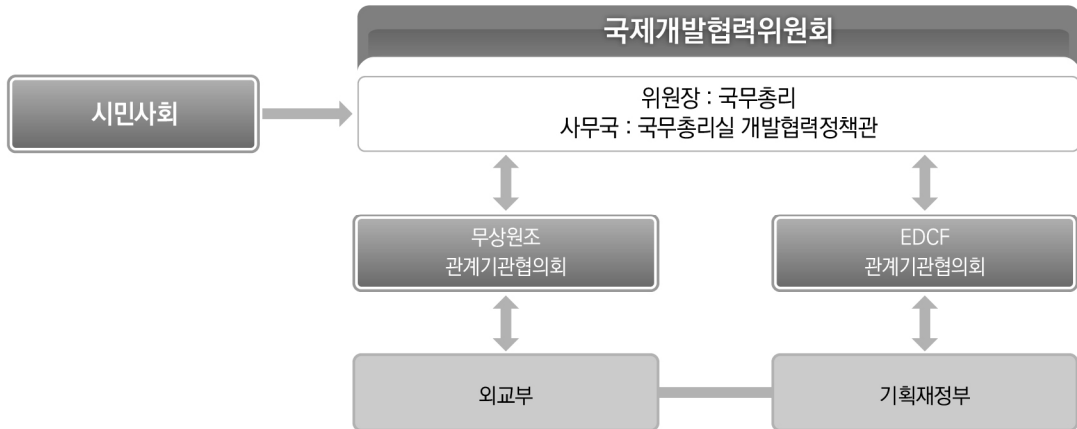 국제개발협력위원회
시민사회
위원장 : 국무총리
사무국 : 국무총리실 개발협력정책관
무상원조
관계기관협의회
EDCF
관계기관협의회
외교부
기획재정부